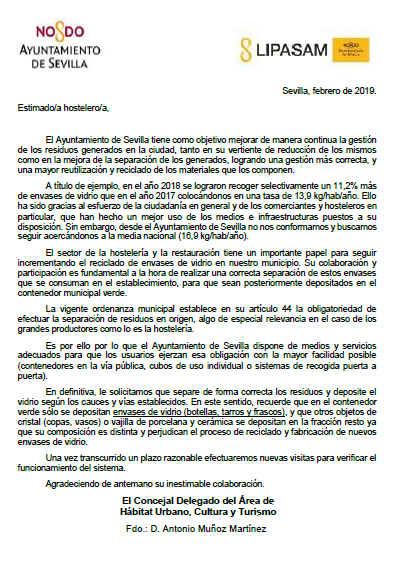 NO8DO
AYUNTAMIENTO
DE SEVILLA
LIPASAM
NO8DO
Sevilla, febrero de 2019.
Estimado/a hostelero/a,
El Ayuntamiento de Sevilla tiene como objetivo mejorar de manera continua la gestión
de los residuos generados en la ciudad, tanto en su vertiente de reducción de los mismos
como en la mejora de la separación de los generados, logrando una gestión más correcta, y
una mayor reutilización y reciclado de los materiales que los componen.
A título de ejemplo, en el año 2018 se lograron recoger selectivamente un 11,2% más
de envases de vidrio que en el año 2017 colocándonos en una tasa de 13,9 kg/hab/año). Ello
ha sido gracias al esfuerzo de la ciudadanía en general y de los comerciantes y hosteleros en
particular, que han hecho un mejor uso de los medios e infraestructuras puestos a su
disposición. Sin embargo, desde el Ayuntamiento de Sevilla no nos conformamos y buscamos
seguir acercándonos a la media nacional (16,9 kg/hab/año).
El sector de la hostelería y la restauración tiene un importante papel para seguir
incrementando el reciclado de envases de vidrio en nuestro municipio. Su colaboración y
participación es fundamental a la hora de realizar una correcta separación de estos envases
que se consuman en el establecimiento, para que sean posteriormente depositados en el
contenedor municipal verde.
La vigente ordenanza municipal establece en su artículo 44 la obligatoriedad de
efectuar la separación de residuos en origen, algo de especial relevancia en el caso de los
grandes productores como lo es la hostelería.
Es por ello por lo que el Ayuntamiento de Sevilla dispone de medios y servicios
adecuados para que los usuarios ejerzan esa obligación con la mayor facilidad posible
(contenedores en la vía pública, cubos de uso individual o sistemas de recogida puerta a
puerta).
En definitiva, le solicitamos que separe de forma correcta los residuos y deposite el
vidrio según los cauces y vías establecidos. En este sentido, recuerde que en el contenedor
verde sólo se depositan envases de vidrio (botellas, tarros y frascos), y que otros objetos de
cristal (copas, vasos) o vajilla de porcelana y cerámica se depositan en la fracción resto ya
que su composición es distinta y perjudican el proceso de reciclado y fabricación de nuevos
envases de vidrio.
Una vez transcurrido un plazo razonable efectuaremos nuevas visitas para verificar el
funcionamiento del sistema.
Agradeciendo de antemano su inestimable colaboración.
El Concejal Delegado del Área de
Hábitat Urbano, Cultura y Turismo
Fdo.: D. Antonio Muñoz Martínez